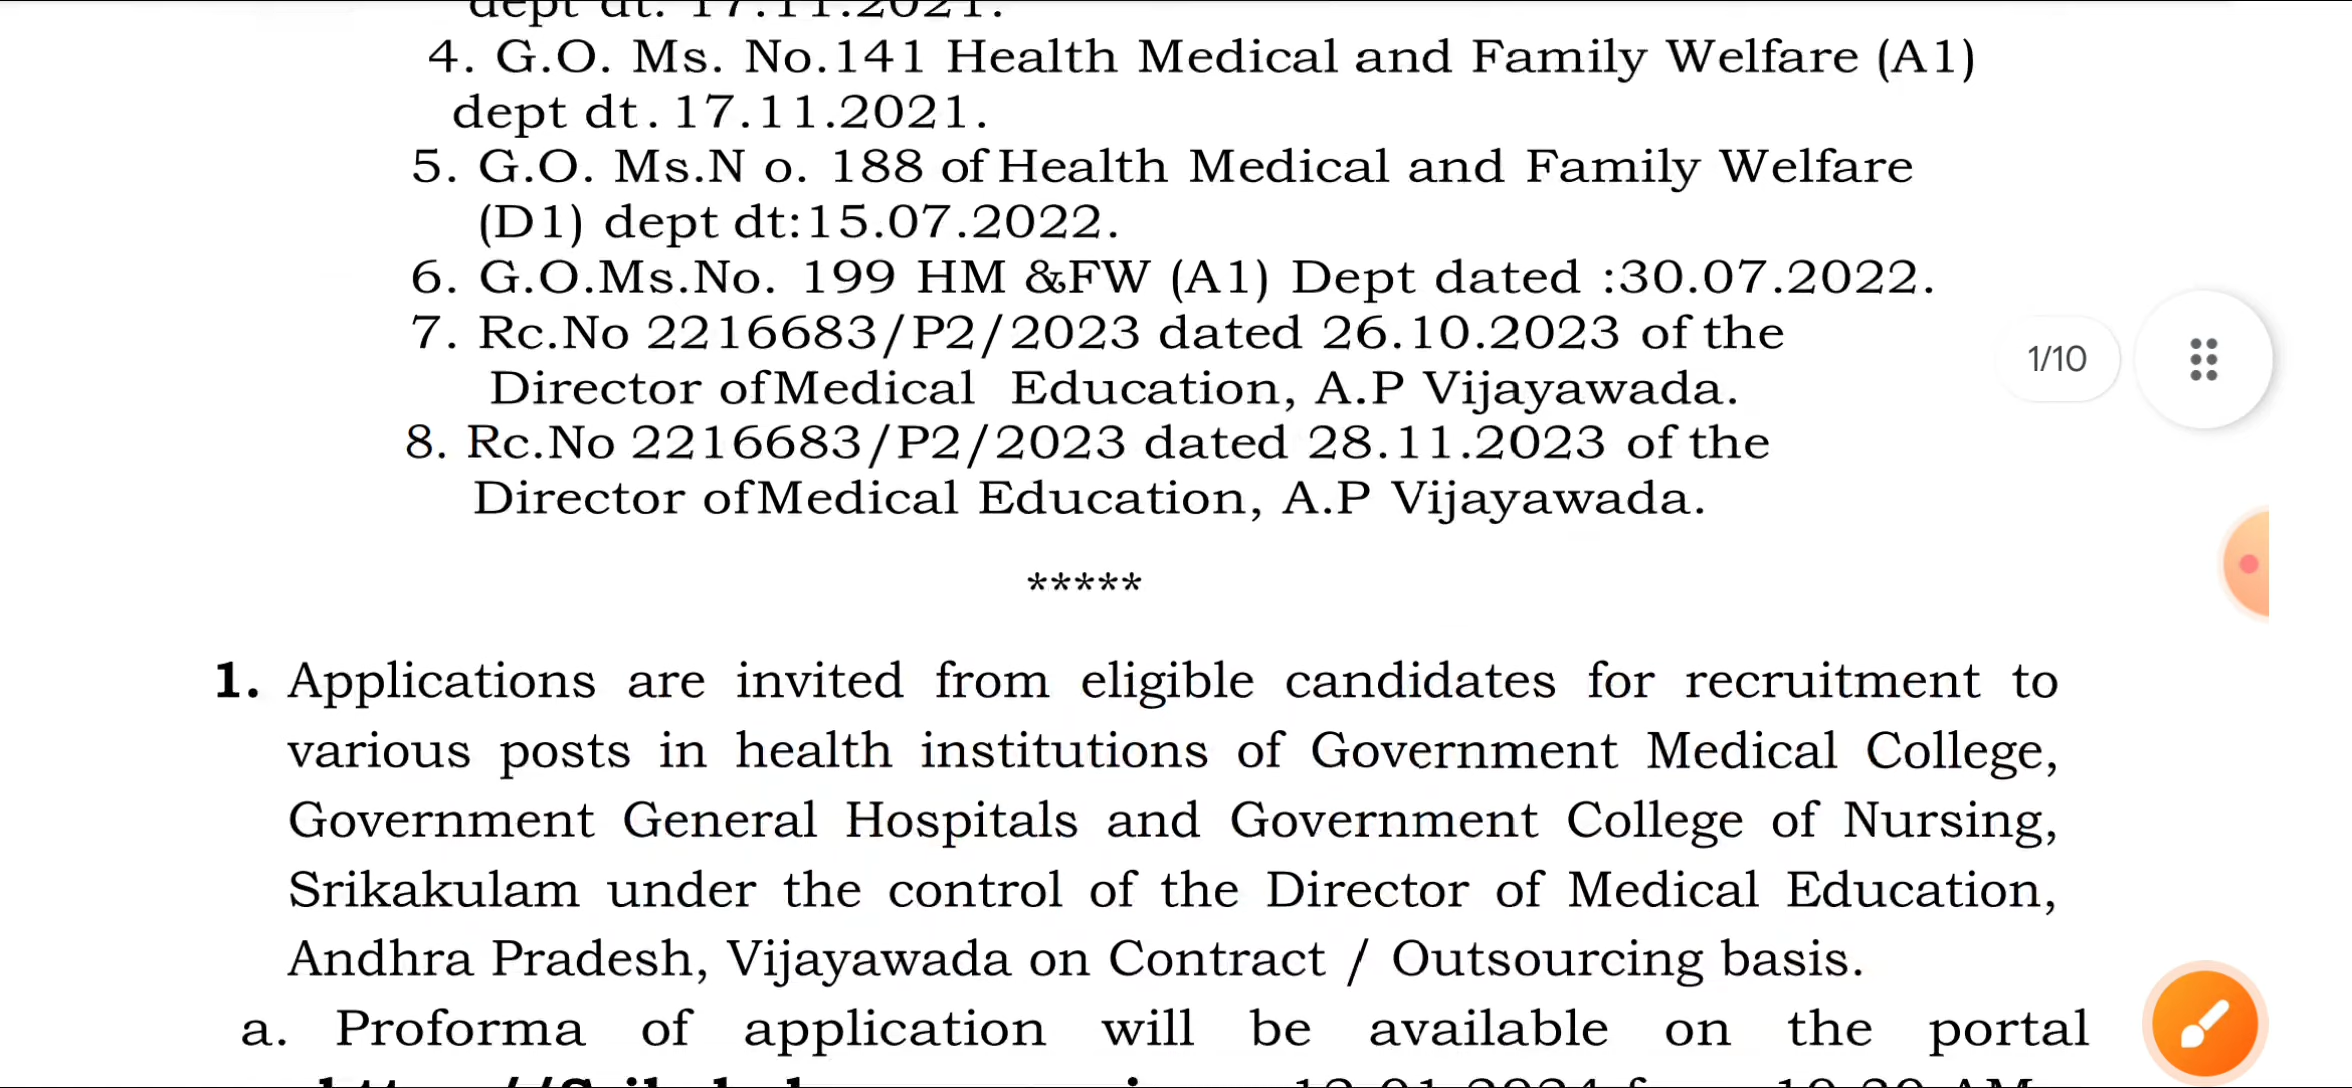 dept dt. 17.11.2021.
4. G.O. Ms. No.141 Health Medical and Family Welfare (A1)
dept dt. 17.11.2021.
5. G.O. Ms.N o. 188 of Health Medical and Family Welfare
(D1) dept dt:15.07.2022.
6. G.O.Ms.No. 199 HM &FW (A1) Dept dated :30.07.2022.
7. Rc.No 2216683/P2/2023 dated 26.10.2023 of the
1/10
Director of Medical Education, A.P Vijayawada.
8. Rc.No 2216683/P2/2023 dated 28.11.2023 of the
Director of Medical Education, A.P Vijayawada.
*****
1. Applications are invited from eligible candidates for recruitment to
various posts in health institutions of Government Medical College,
Government General Hospitals and Government College of Nursing,
Srikakulam under the control of the Director of Medical Education,
Andhra Pradesh, Vijayawada on Contract / Outsourcing basis.
a. Proforma of application will be available on the portal